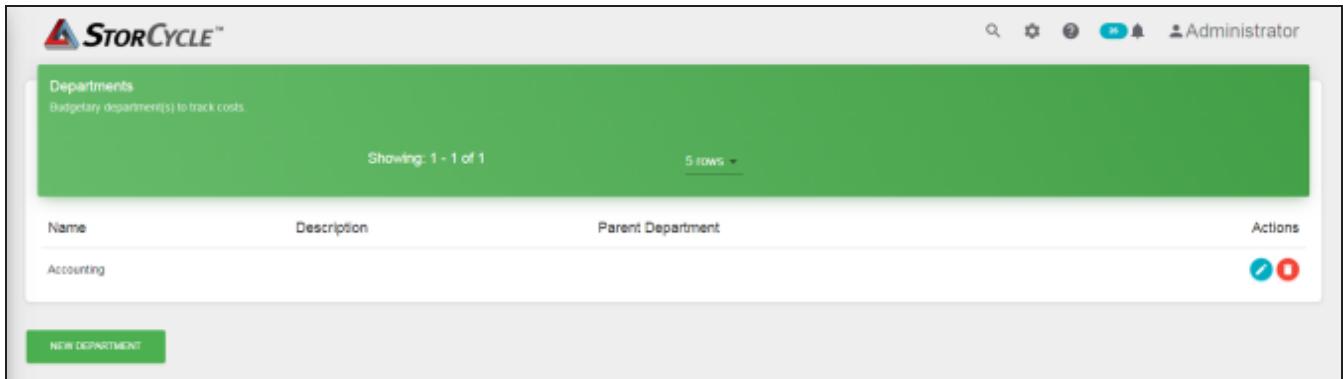 STORCYCLE™
Administrator
Departments
Budgetary department(s) to track costs.
Showing: 1 - 1 of 1
5 rows
Name Description Parent Department Actions
Accounting
NEW DEPARTMENT